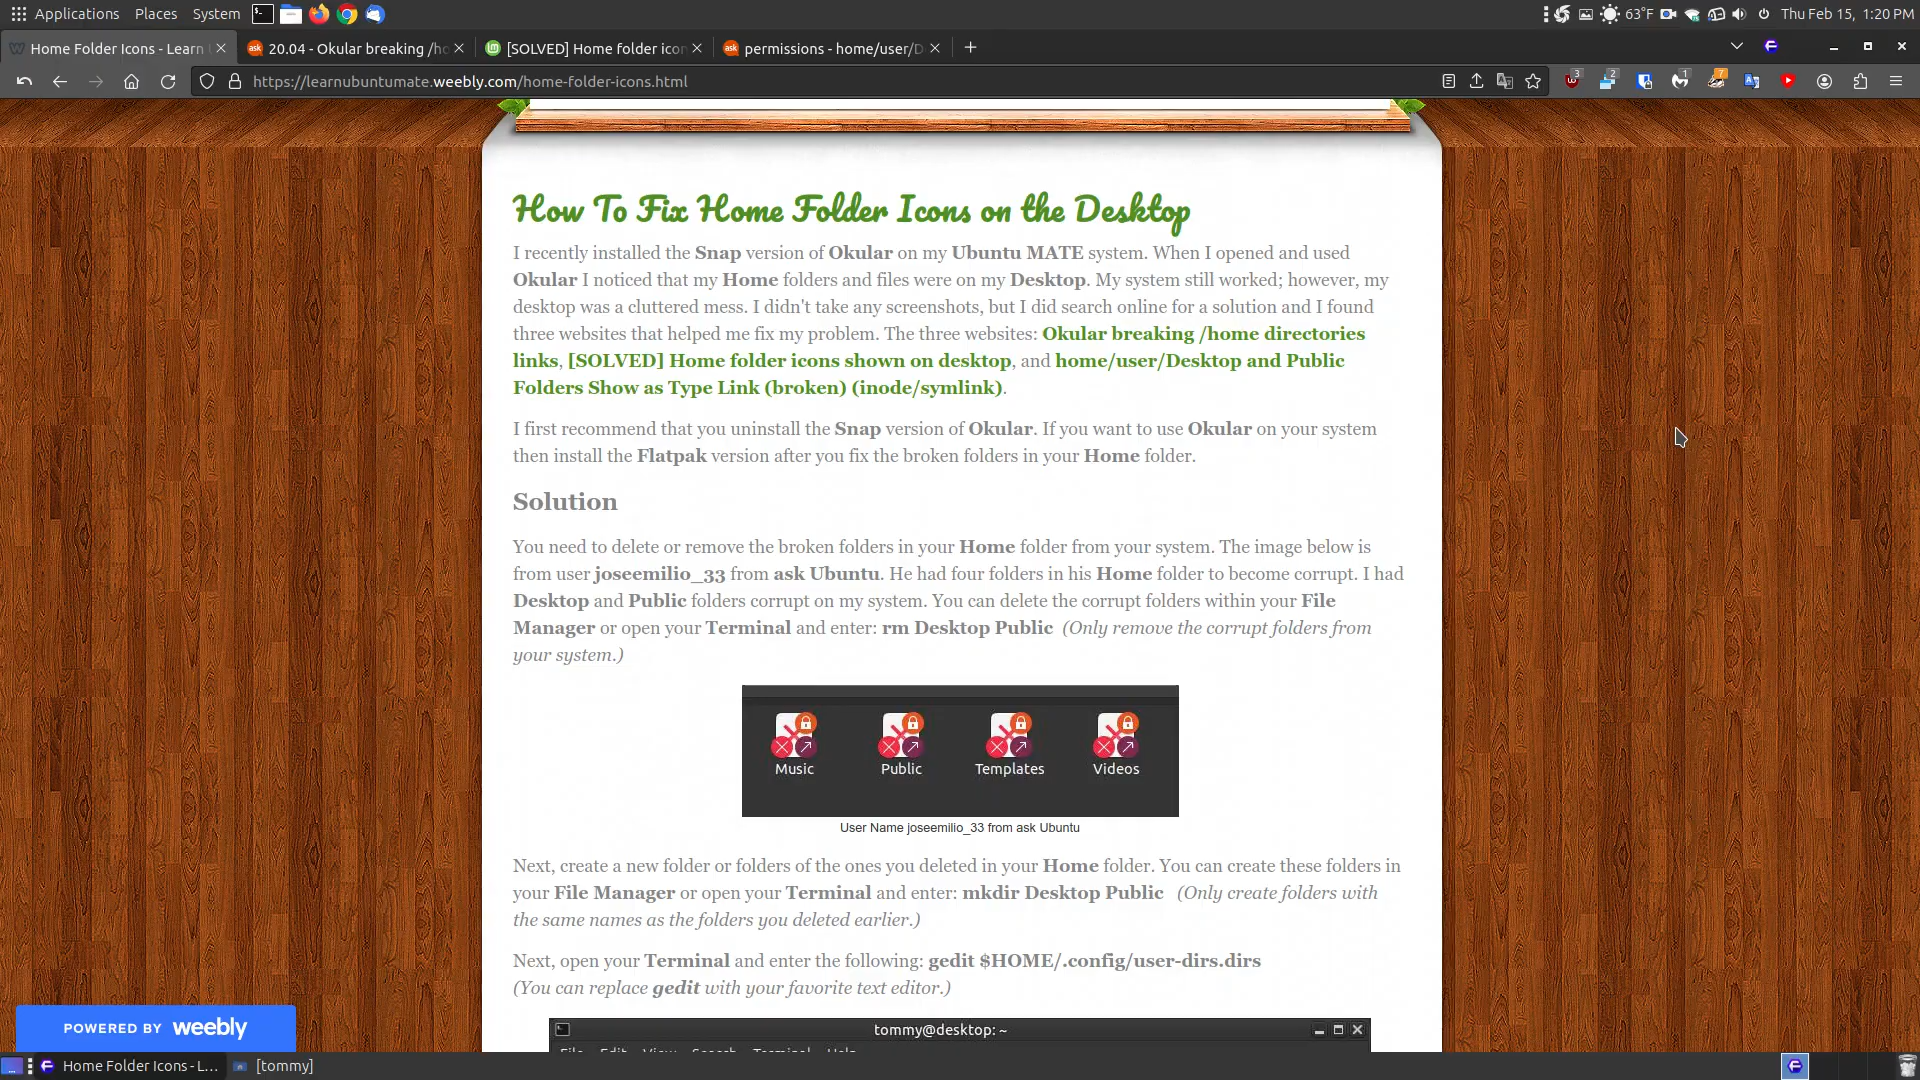 Applications Places System 63°F Thu Feb 15, 1:20 PM
Home Folder Icons - Learn 20.04 - Okular breaking /ho [SOLVED] Home folder icon permissions - home/user/D
https://learnubuntumate.weebly.com/home-folder-icons.html 3 2 1 7
How To Fix Home Folder Icons on the Desktop
I recently installed the Snap version of Okular on my Ubuntu MATE system. When I opened and used
Okular I noticed that my Home folders and files were on my Desktop. My system still worked; however, my
desktop was a cluttered mess. I didn't take any screenshots, but I did search online for a solution and I found
three websites that helped me fix my problem. The three websites: Okular breaking /home directories
links, [SOLVED] Home folder icons shown on desktop, and home/user/Desktop and Public
Folders Show as Type Link (broken) (inode/symlink).
I first recommend that you uninstall the Snap version of Okular. If you want to use Okular on your system
then install the Flatpak version after you fix the broken folders in your Home folder.
Solution
You need to delete or remove the broken folders in your Home folder from your system. The image below is
from user joseemilio_33 from ask Ubuntu. He had four folders in his Home folder to become corrupt. I had
Desktop and Public folders corrupt on my system. You can delete the corrupt folders within your File
Manager or open your Terminal and enter: rm Desktop Public (Only remove the corrupt folders from
your system.)
Music Public Templates Videos
User Name joseemilio_33 from ask Ubuntu
Next, create a new folder or folders of the ones you deleted in your Home folder. You can create these folders in
your File Manager or open your Terminal and enter: mkdir Desktop Public (Only create folders with
the same names as the folders you deleted earlier.)
Next, open your Terminal and enter the following: gedit $HOME/.config/user-dirs.dirs
(You can replace gedit with your favorite text editor.)
POWERED BY weebly
tommy@desktop: ~
File Edit View Search Terminal Help
Home Folder Icons - L... [tommy]